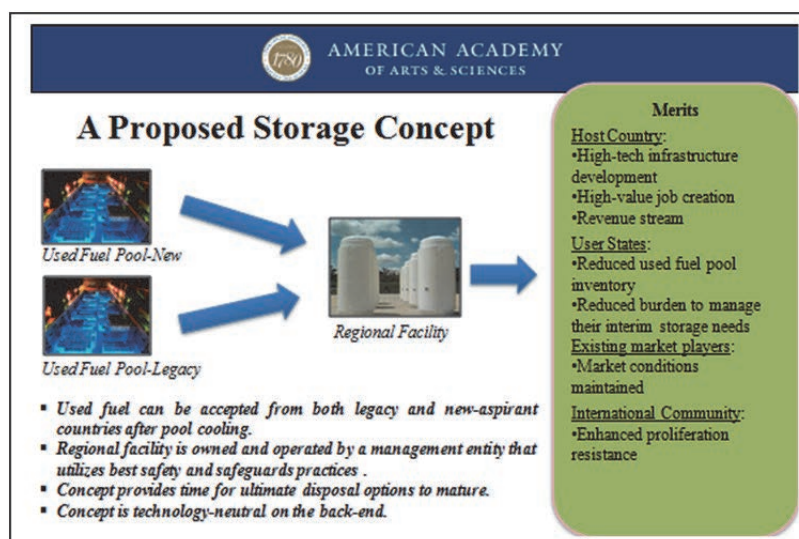 1780
AMERICAN ACADEMY
OF ARTS & SCIENCES
A Proposed Storage Concept
Used Fuel Pool-New
Used Fuel Pool-Legacy
Regional Facility
▪ Used fuel can be accepted from both legacy and new-aspirant
countries after pool cooling.
▪ Regional facility is owned and operated by a management entity that
utilizes best safety and safeguards practices .
▪ Concept provides time for ultimate disposal options to mature.
▪ Concept is technology-neutral on the back-end.
Merits
Host Country:
•High-tech infrastructure
development
•High-value job creation
•Revenue stream
User States:
•Reduced used fuel pool
inventory
•Reduced burden to manage
their interim storage needs
Existing market players:
•Market conditions
maintained
International Community:
•Enhanced proliferation
resistance